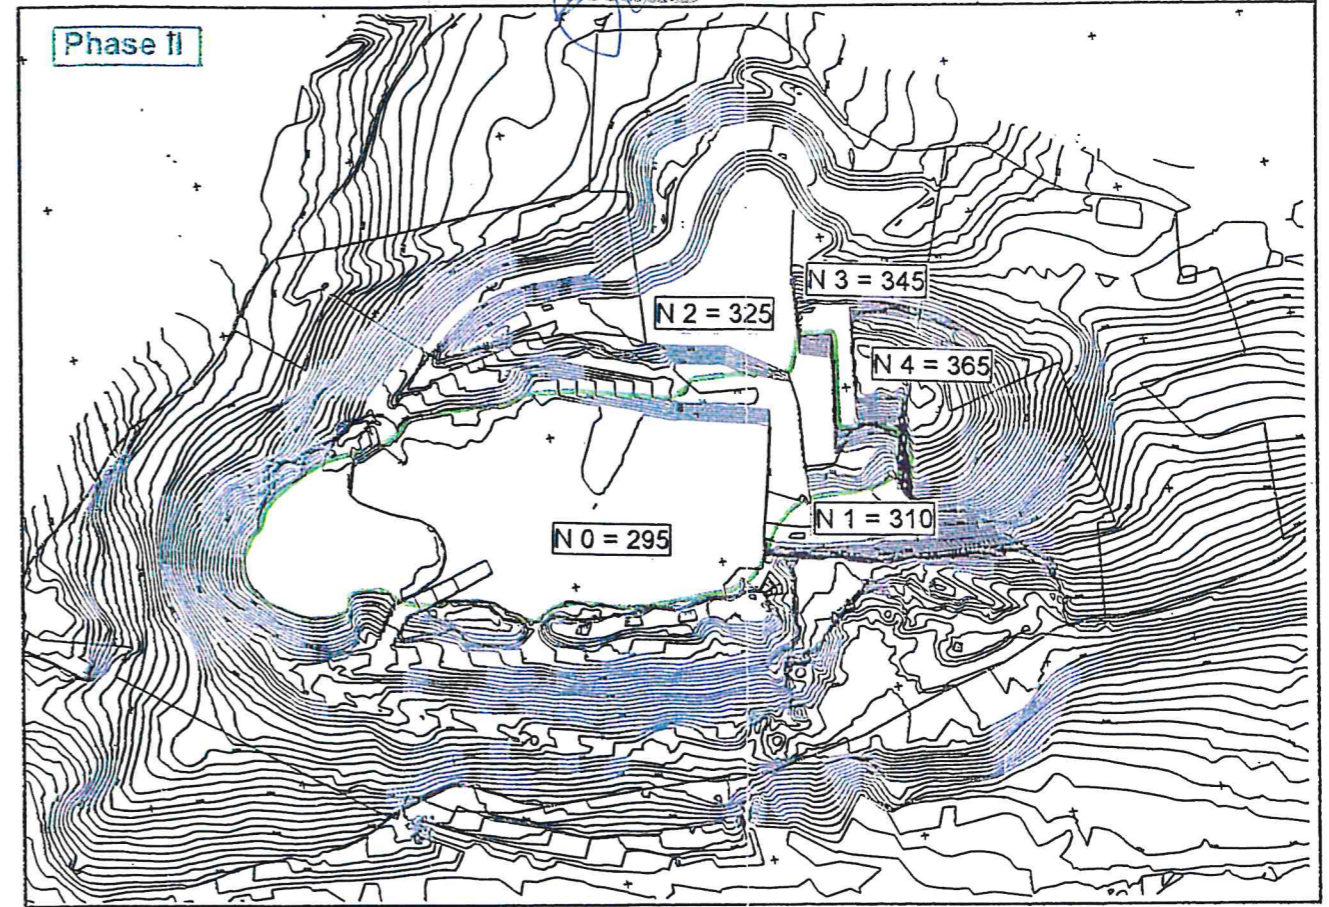 Phase II
N 3 = 345
N 2 = 325
N 4 = 365
N 1 = 310
N 0 = 295